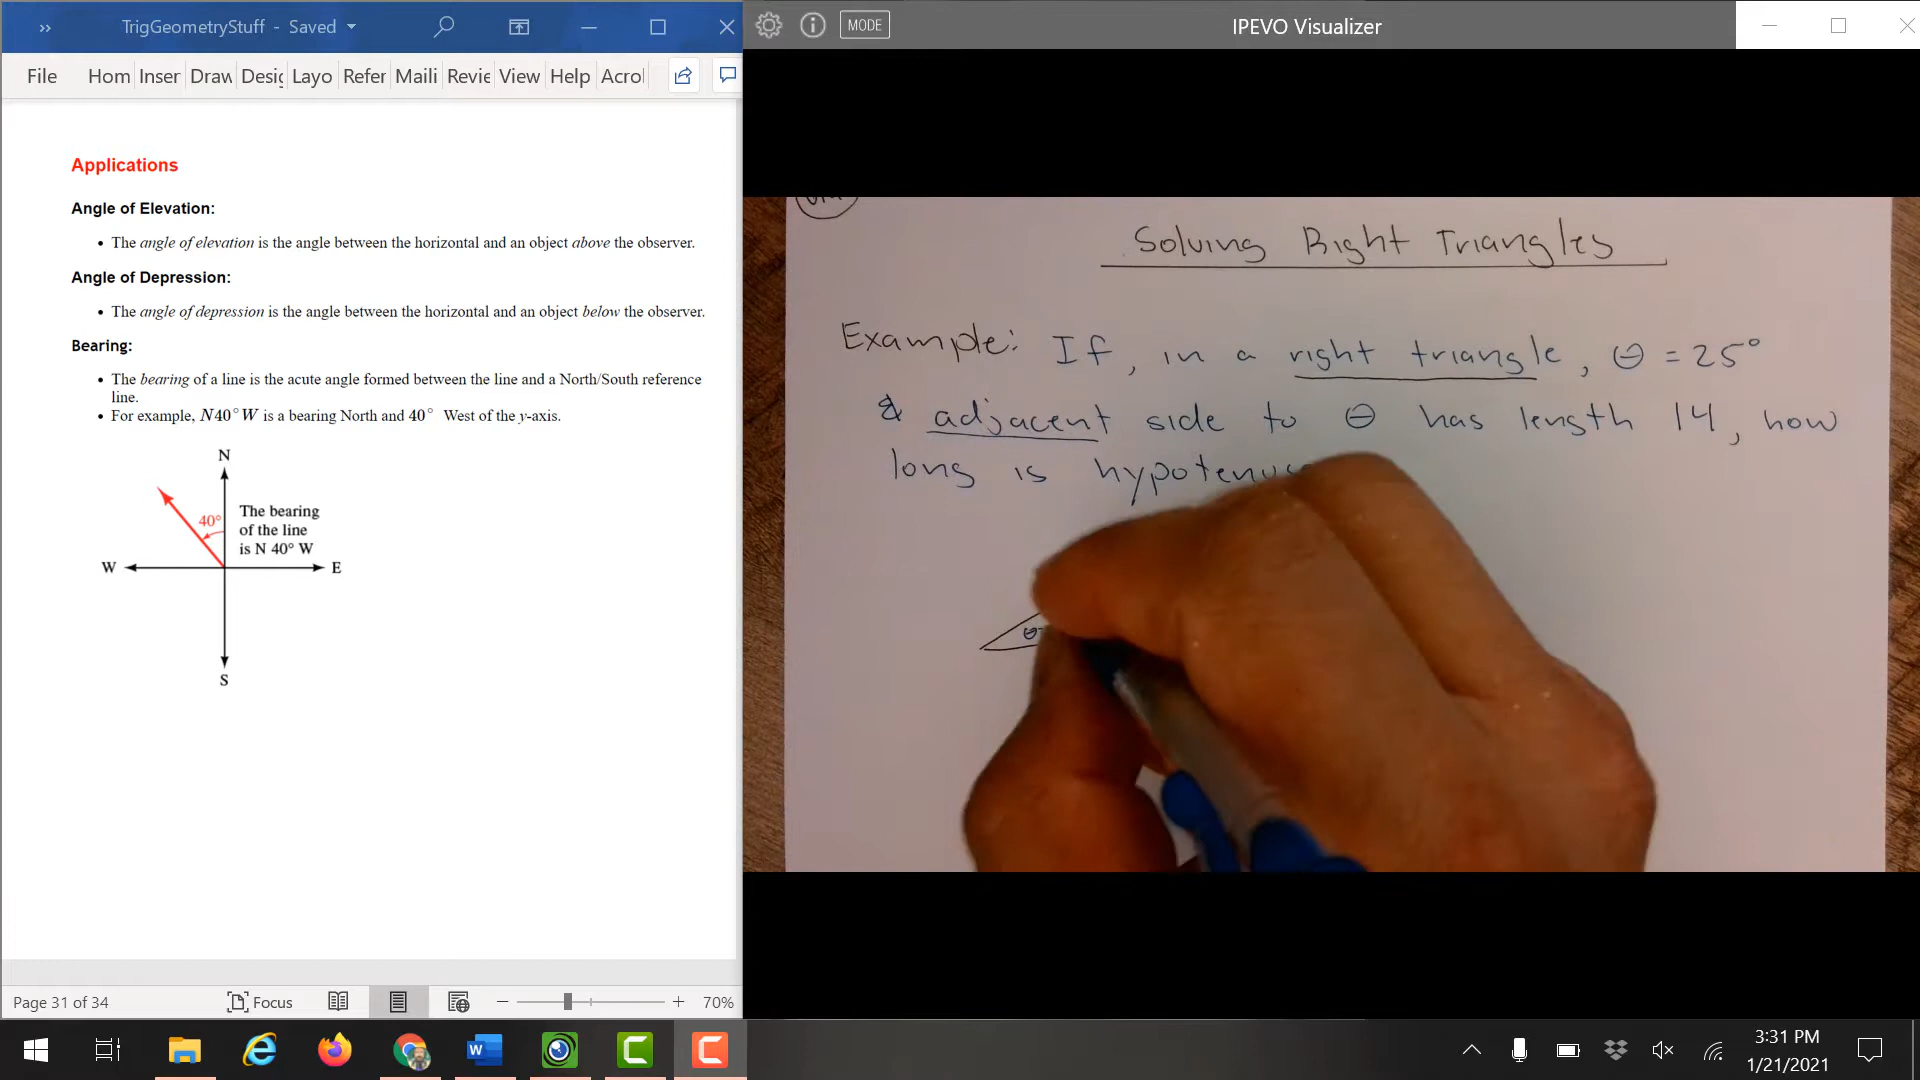 TrigGeometryStuff - Saved
File Hom Inser Draw Desig Layo Refer Maili Revie View Help Acrol
Applications
Angle of Elevation:
• The angle of elevation is the angle between the horizontal and an object above the observer.
Angle of Depression:
• The angle of depression is the angle between the horizontal and an object below the observer.
Bearing:
• The bearing of a line is the acute angle formed between the line and a North/South reference
line.
• For example, N40°W is a bearing North and 40° West of the y-axis.
N
40°
The bearing
of the line
is N 40° W
W
E
S
Page 31 of 34
Focus
70%
MODE
IPEVO Visualizer
Solving Right Triangles
Example: If, in a right triangle, θ = 25°
& adjacent side to θ has length 14, how
long is hypotenus
θ
3:31 PM
1/21/2021